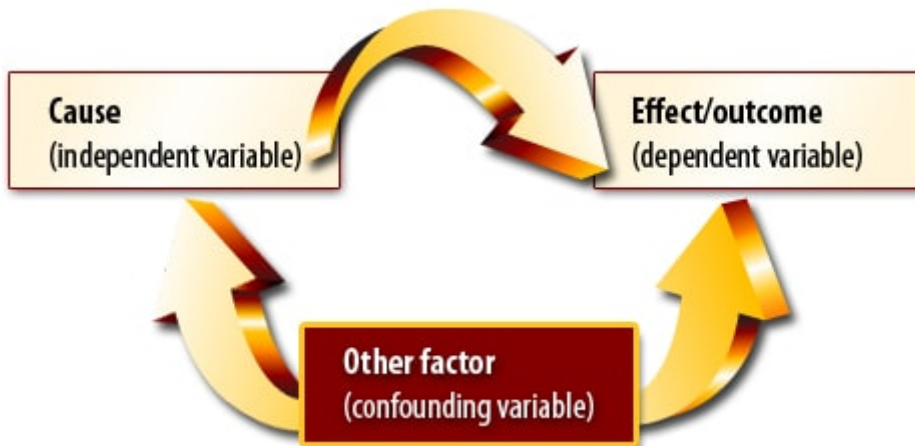 Cause
(independent variable)
Effect/outcome
(dependent variable)
Other factor
(confounding variable)